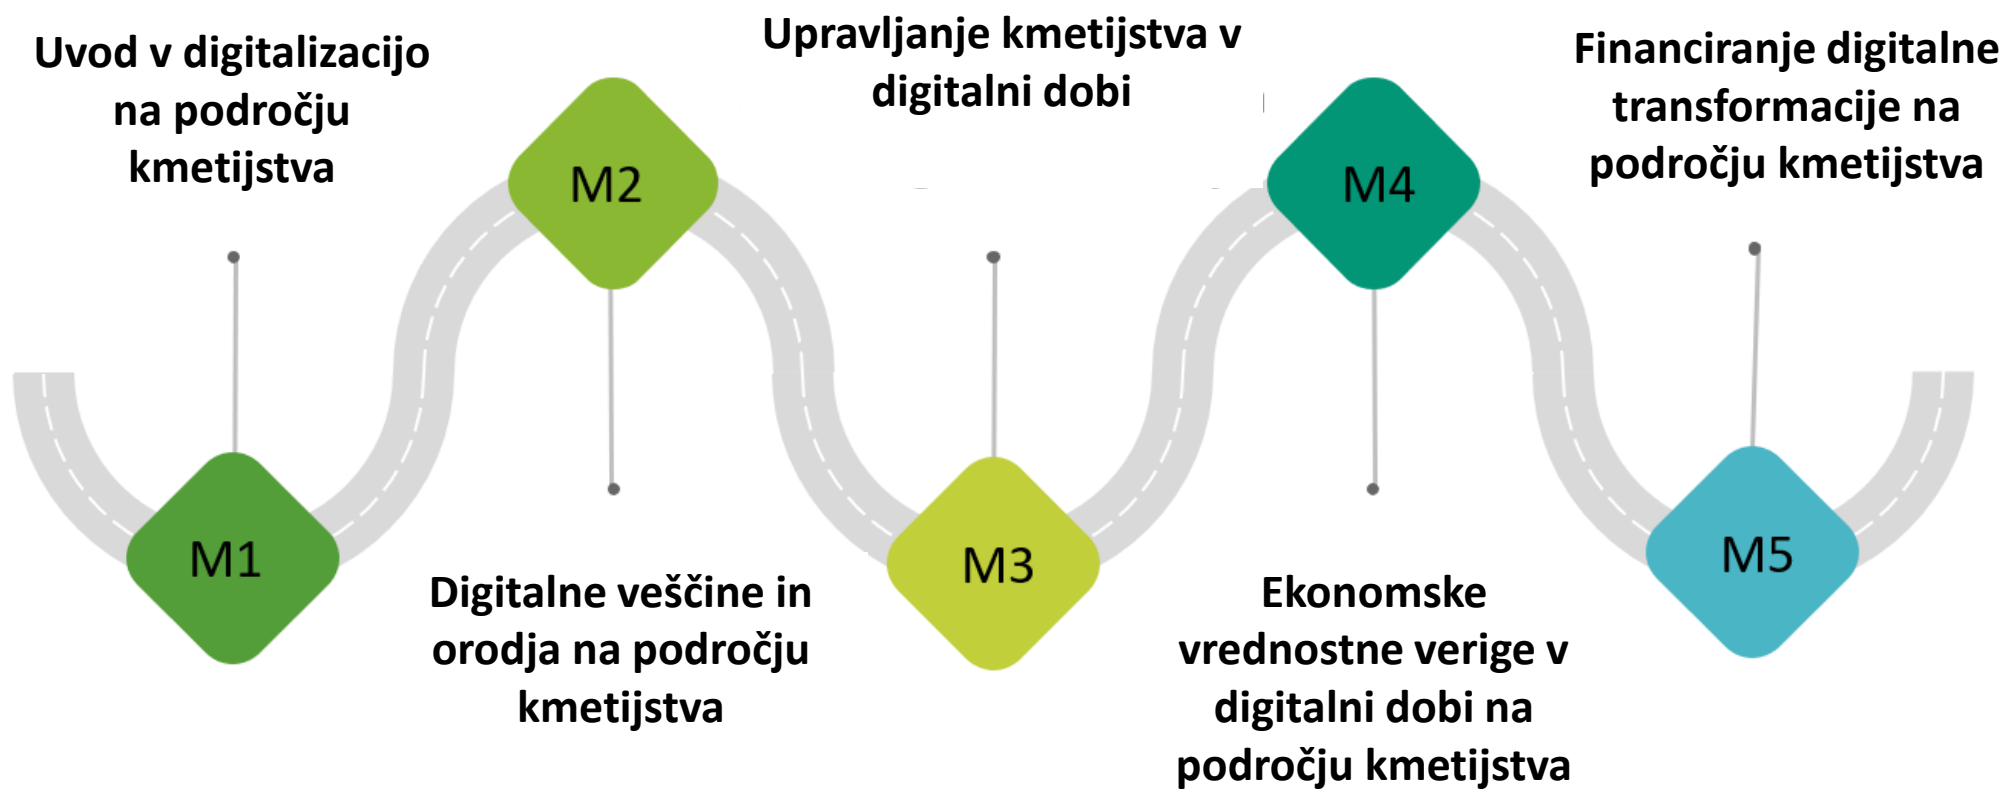 Uvod v digitalizacijo
na področju
kmetijstva
M1
M2
Digitalne veščine in
orodja na področju
kmetijstva
Upravljanje kmetijstva v
digitalni dobi
M3
M4
Ekonomske
vrednostne verige v
digitalni dobi na
področju kmetijstva
Financiranje digitalne
transformacije na
področju kmetijstva
M5